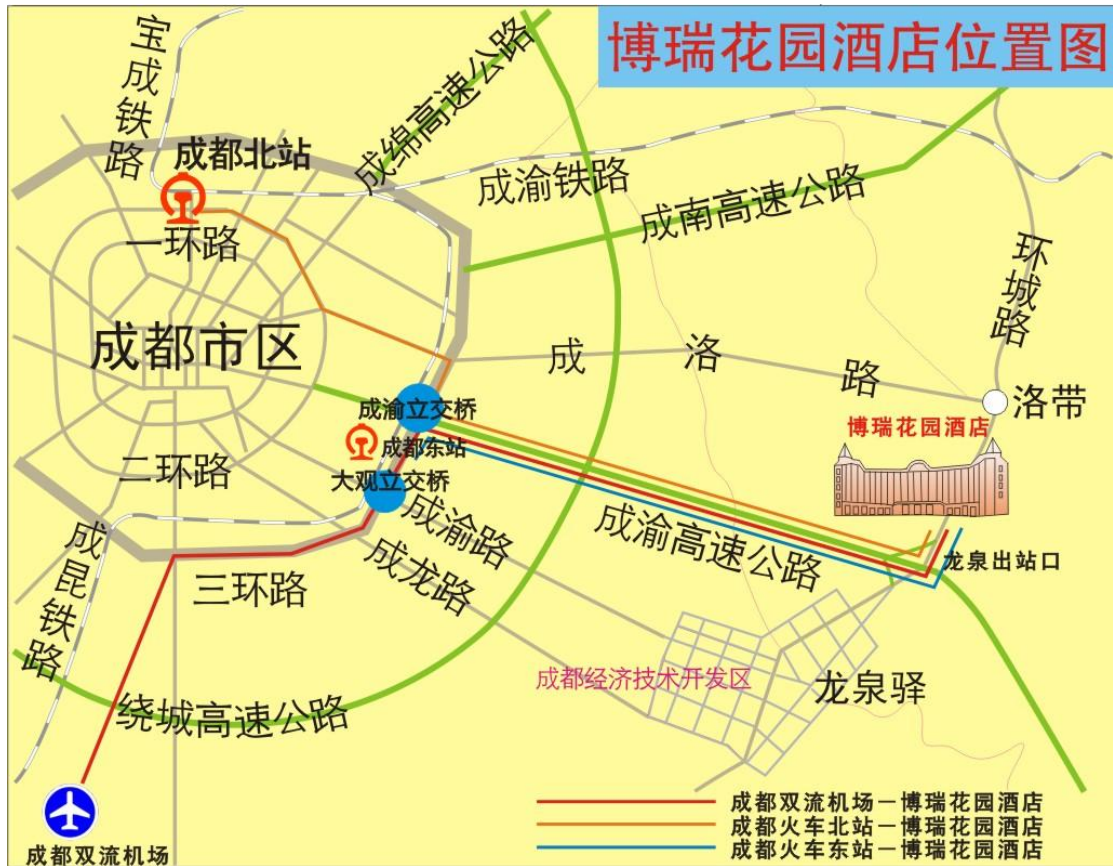 博瑞花园酒店位置图
宝成铁路
成绵高速公路
成都北站
成渝铁路
成南高速公路
一环路
环城路
成都市区
成洛路
洛带
成渝立交桥
博瑞花园酒店
成都东站
二环路
大观立交桥
成渝路
成渝高速公路
龙泉出站口
成昆铁路
成龙路
三环路
成都经济技术开发区
龙泉驿
绕城高速公路
成都双流机场
成都双流机场－博瑞花园酒店
成都火车北站－博瑞花园酒店
成都火车东站－博瑞花园酒店